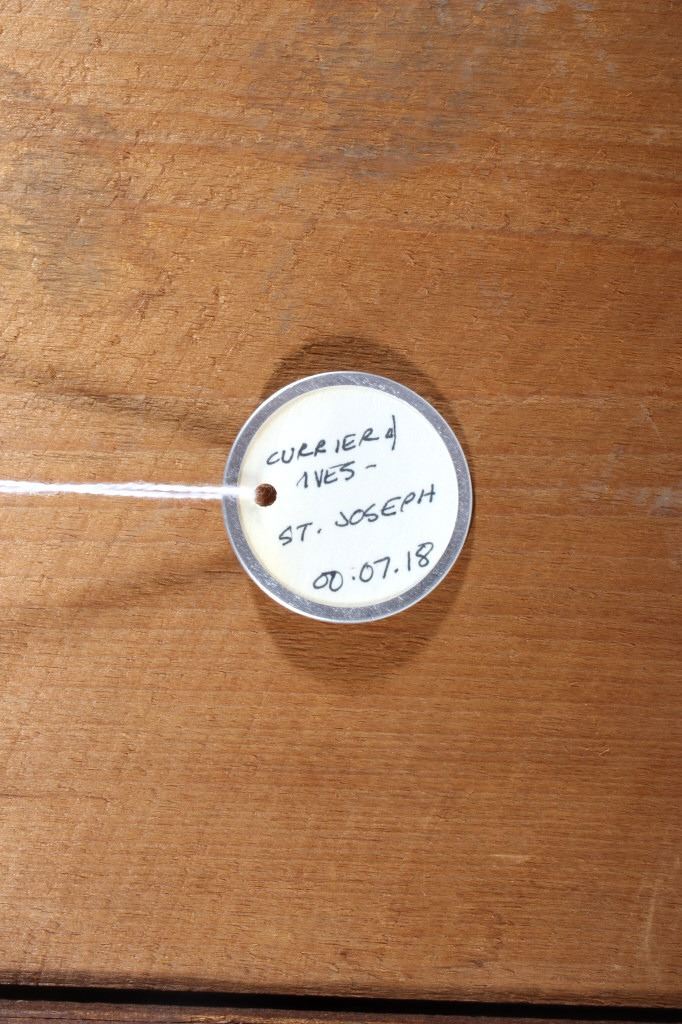 CURRIER &
IVES-
ST. JOSEPH
00.07.18